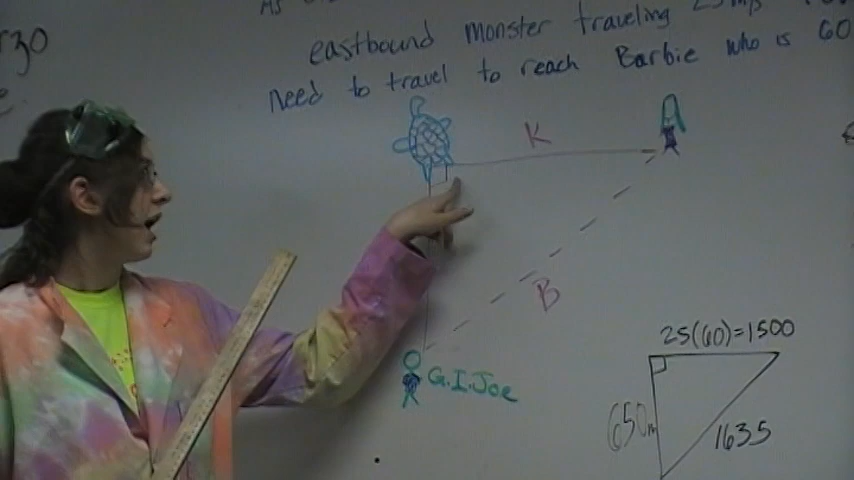 eastbound monster traveling 25 mps
need to travel to reach Barbie who is 60
K
B
G.I.Joe
25(60)=1500
650m
1635